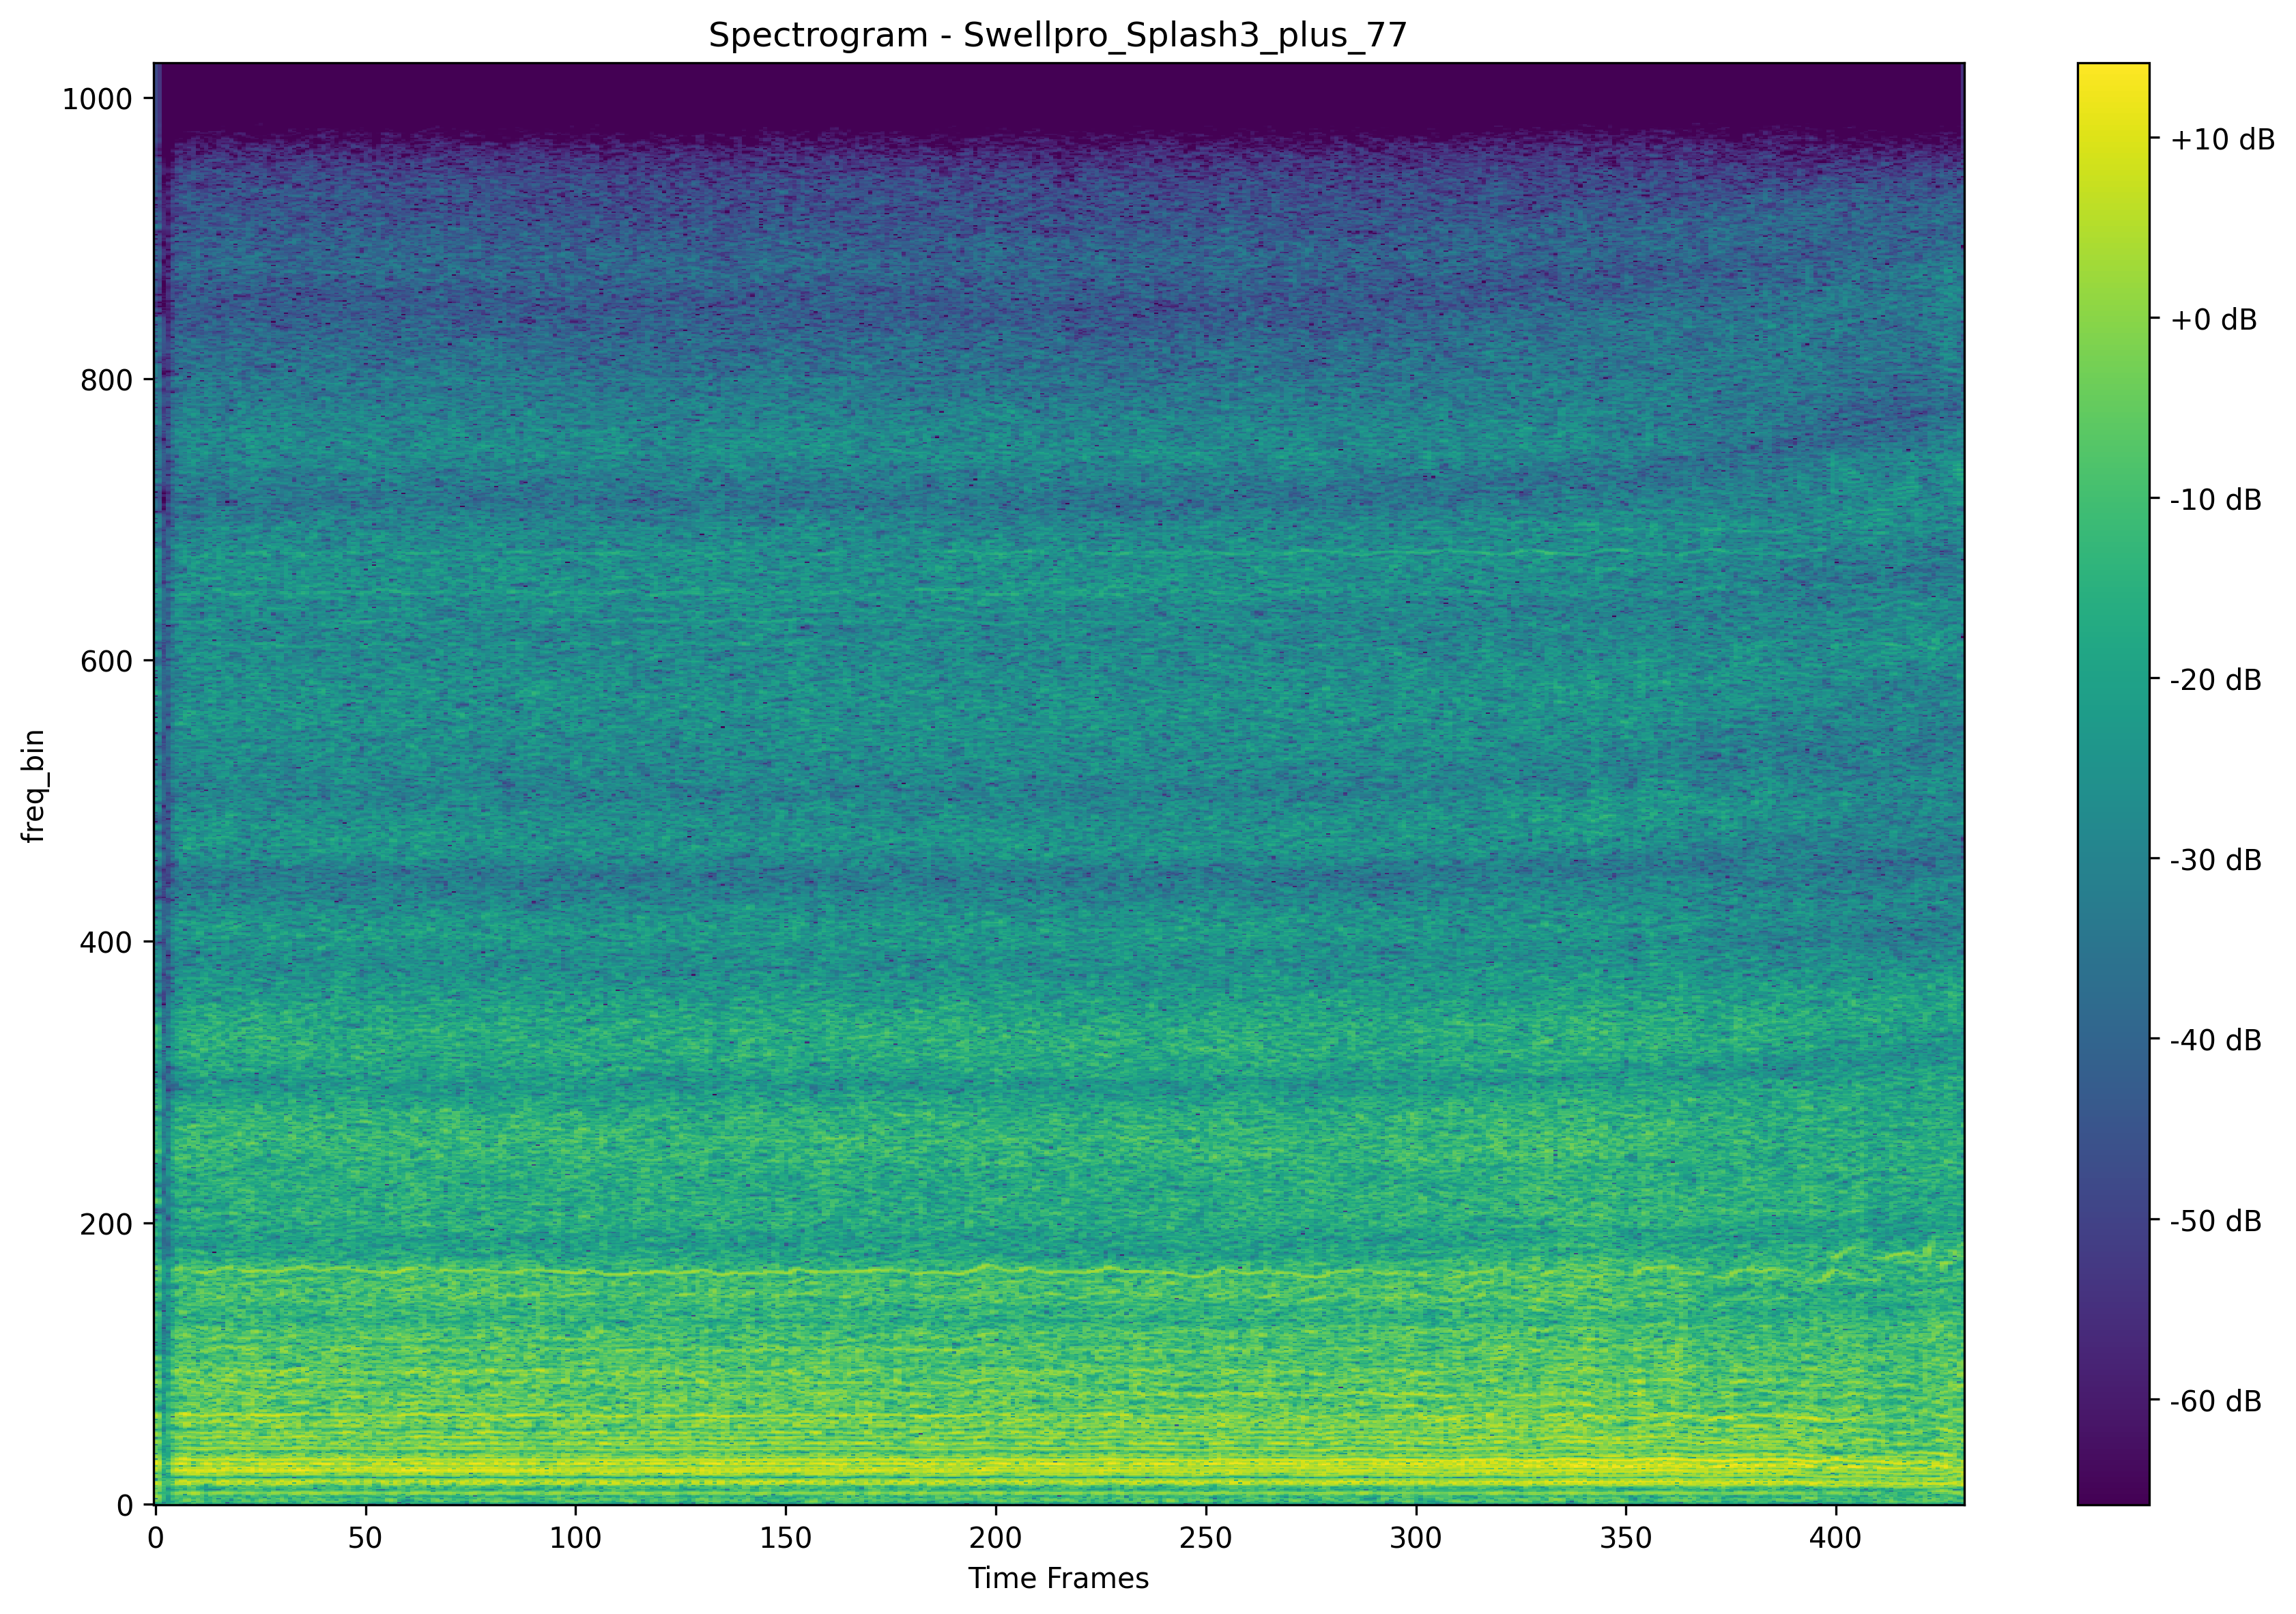 Spectrogram - Swellpro_Splash3_plus_77
1000
800
600
400
200
0
freq_bin
0 50 100 150 200 250 300 350 400
Time Frames
+10 dB
+0 dB
-10 dB
-20 dB
-30 dB
-40 dB
-50 dB
-60 dB